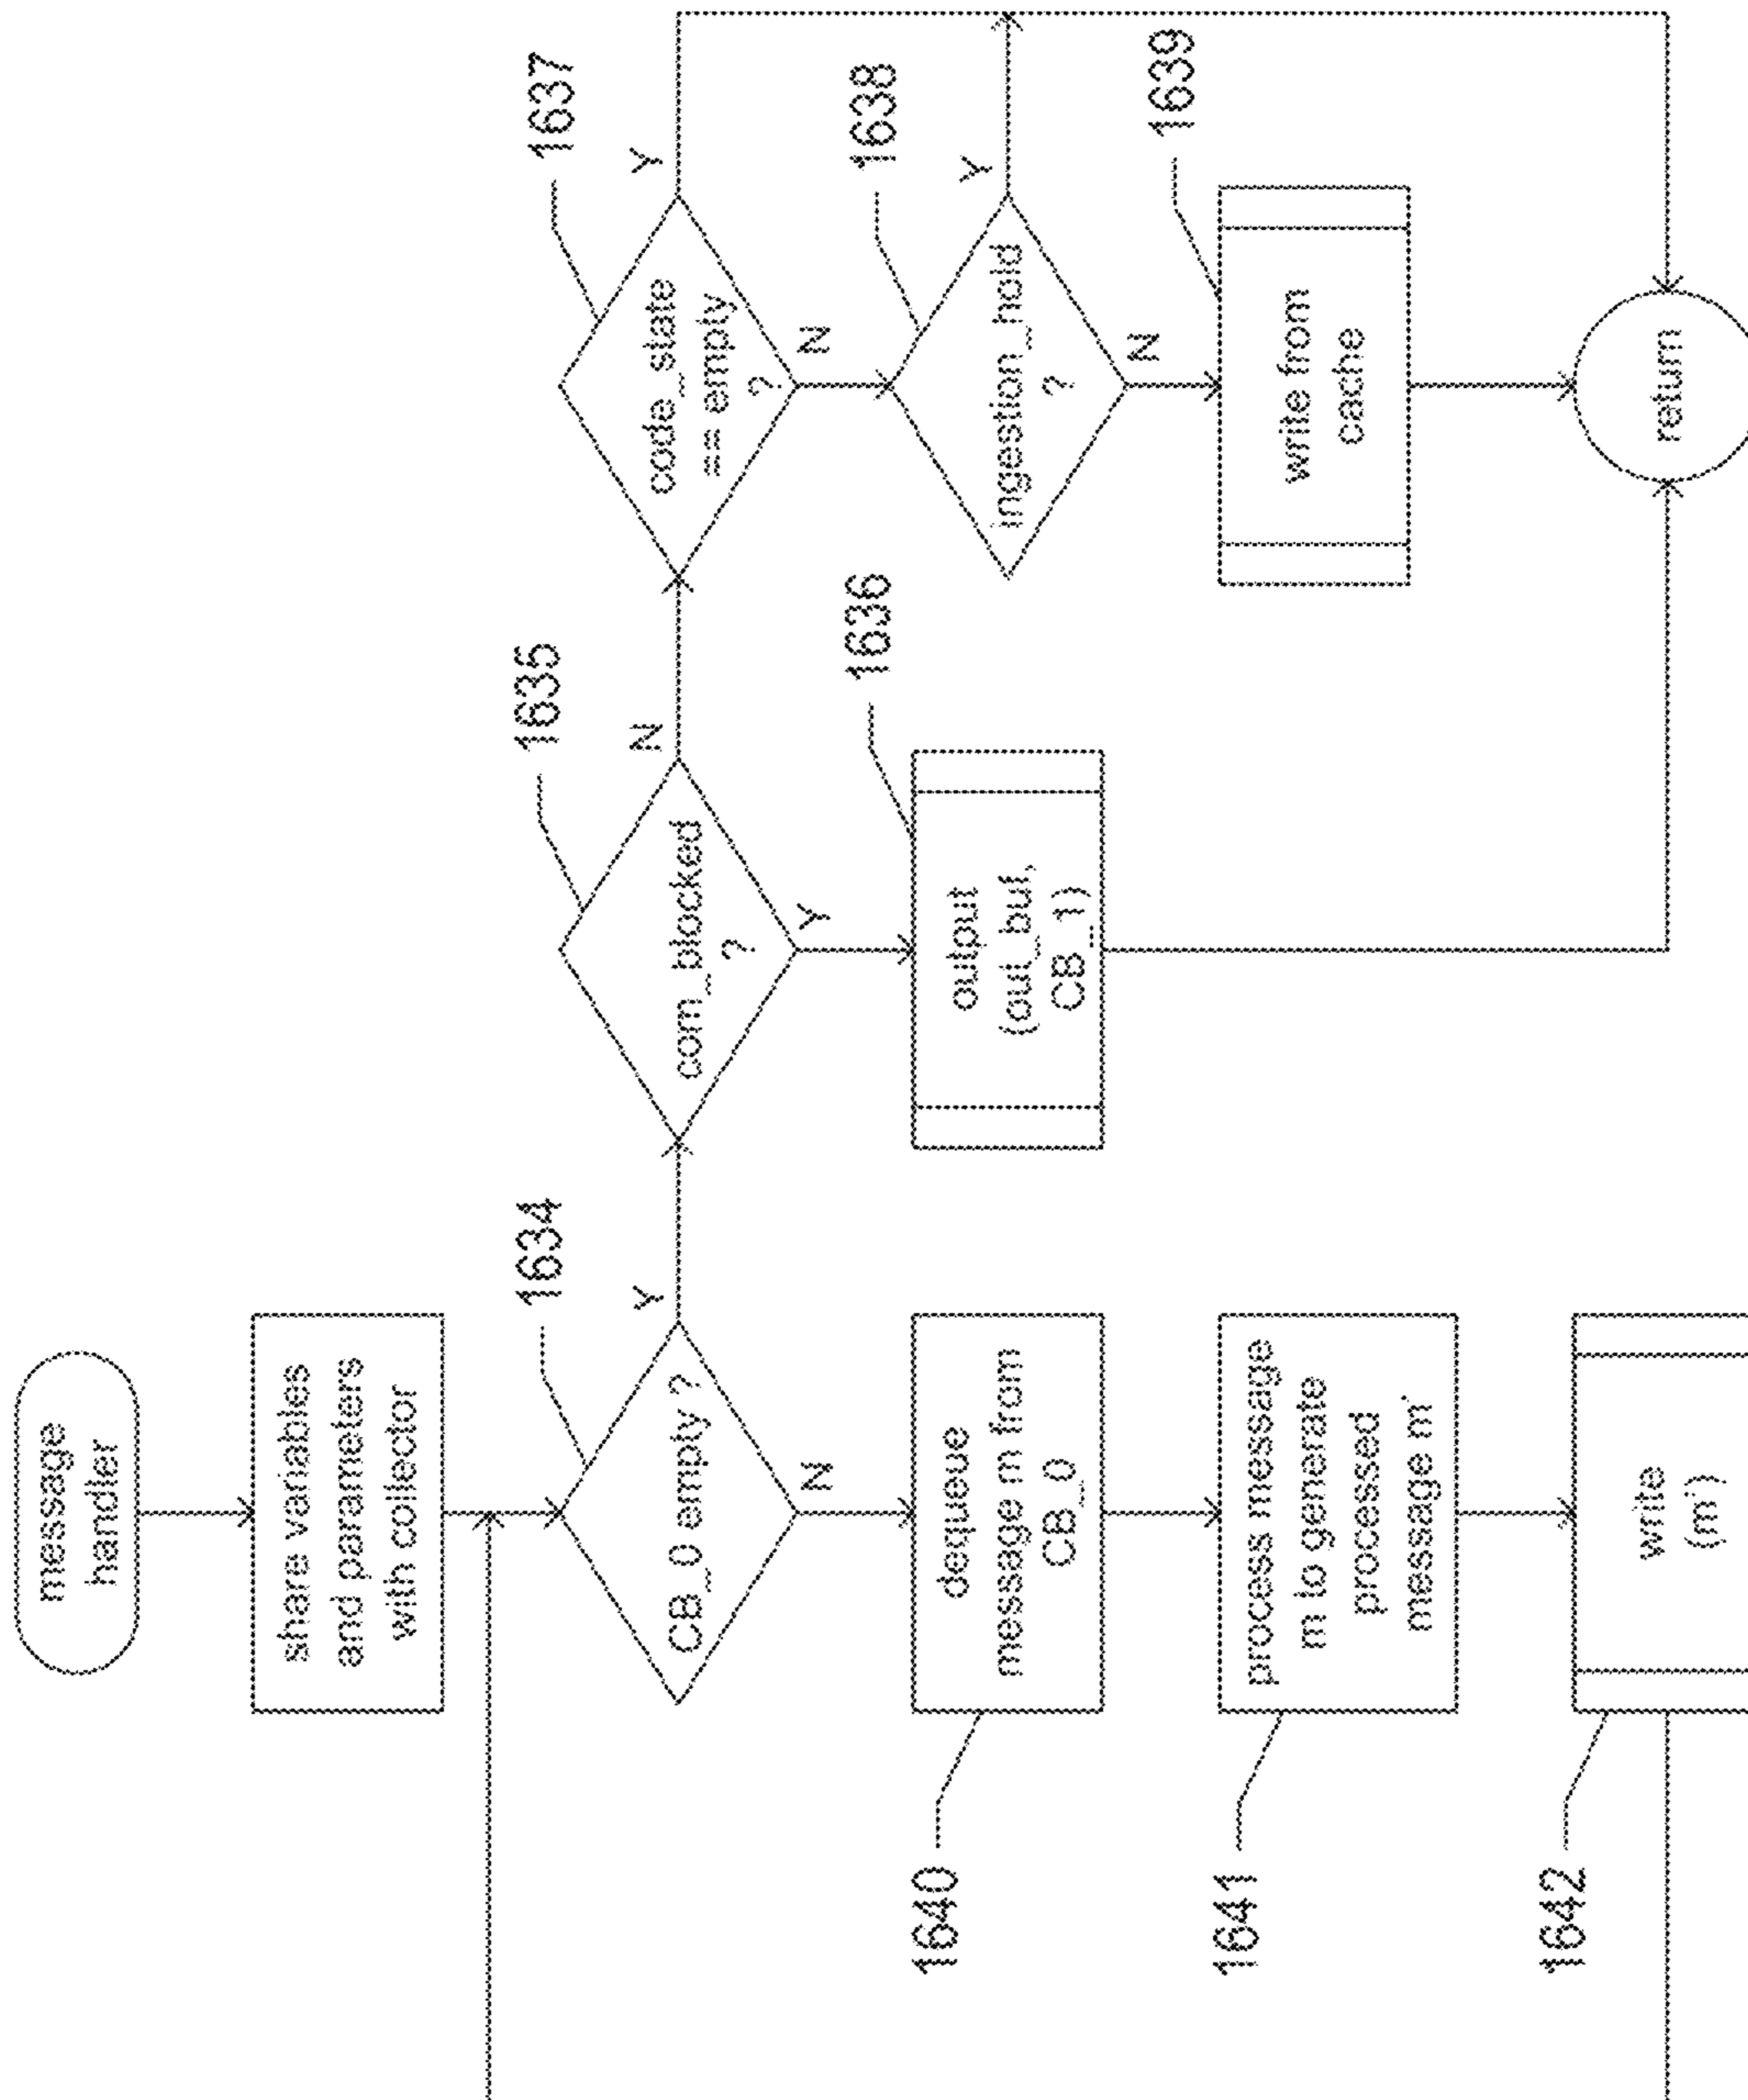 message
handler
share variables
and parameters
with collector
1634
CB_0 empty ?
Y
N
1635
com_blocked
?
N
Y
1637
code_state
== empty
?
Y
N
1640
dequeue
message m from
CB_0
1636
output
(out_buf,
CB_1)
1638
ingestion_hold
?
Y
N
1641
process message
m to generate
processed
message m'
1639
write from
cache
1642
write
(m')
return